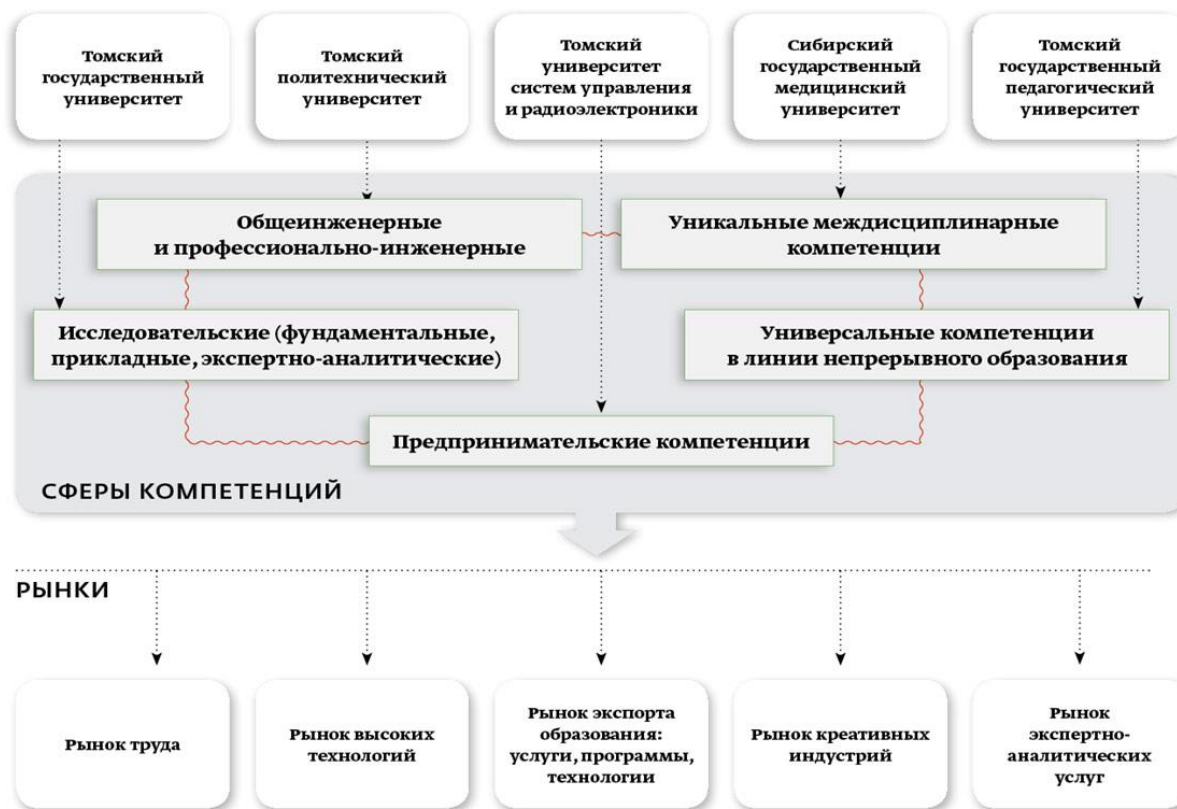 Томский
государственный
университет
Томский
политехнический
университет
Томский
университет
систем управления
и радиоэлектроники
Сибирский
государственный
медицинский
университет
Томский
государственный
педагогический
университет
Общеинженерные
и профессионально-инженерные
Уникальные междисциплинарные
компетенции
Исследовательские (фундаментальные,
прикладные, экспертно-аналитические)
Универсальные компетенции
в линии непрерывного образования
Предпринимательские компетенции
СФЕРЫ КОМПЕТЕНЦИЙ
РЫНКИ
Рынок труда
Рынок высоких
технологий
Рынок экспорта
образования:
услуги, программы,
технологии
Рынок креативных
индустрий
Рынок
экспертно-
аналитических
услуг